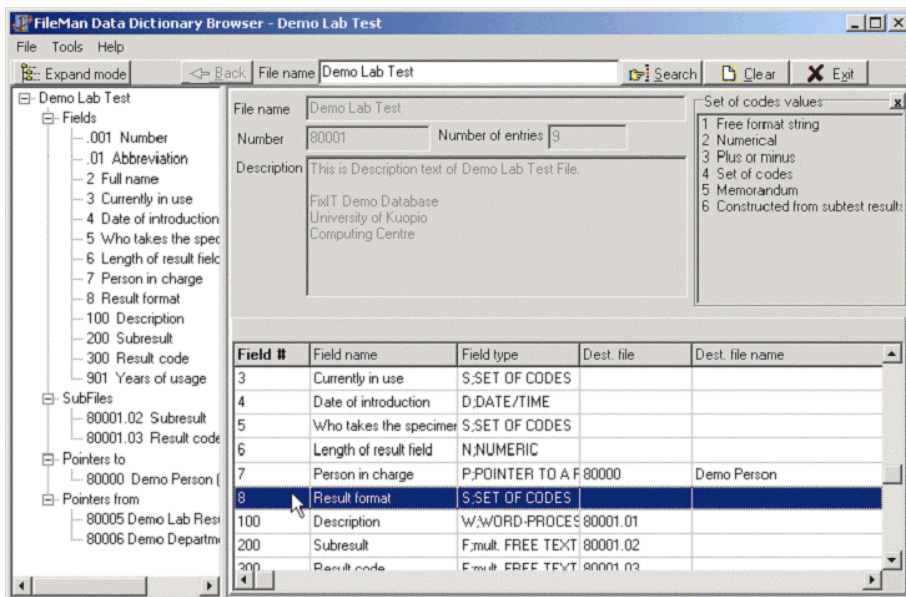 FileMan Data Dictionary Browser - Demo Lab Test
File Tools Help
Expand mode Back File name Demo Lab Test Search Clear Exit
Demo Lab Test
Fields
.001 Number
.01 Abbreviation
2 Full name
3 Currently in use
4 Date of introduction
5 Who takes the spec
6 Length of result field
7 Person in charge
8 Result format
100 Description
200 Subresult
300 Result code
901 Years of usage
SubFiles
80001.02 Subresult
80001.03 Result code
Pointers to
80000 Demo Person (
Pointers from
80005 Demo Lab Res
80006 Demo Departm
File name Demo Lab Test
Number 80001 Number of entries 9
Description This is Description text of Demo Lab Test File.
FixIT Demo Database
University of Kuopio
Computing Centre
Set of codes values x
1 Free format string
2 Numerical
3 Plus or minus
4 Set of codes
5 Memorandum
6 Constructed from subtest results
Field # Field name Field type Dest. file Dest. file name
3 Currently in use S;SET OF CODES
4 Date of introduction D;DATE/TIME
5 Who takes the specimen S;SET OF CODES
6 Length of result field N;NUMERIC
7 Person in charge P;POINTER TO A F 80000 Demo Person
8 Result format S;SET OF CODES
100 Description W;WORD-PROCES 80001.01
200 Subresult F;mult. FREE TEXT 80001.02
300 Result code F;mult. FREE TEXT 80001.03